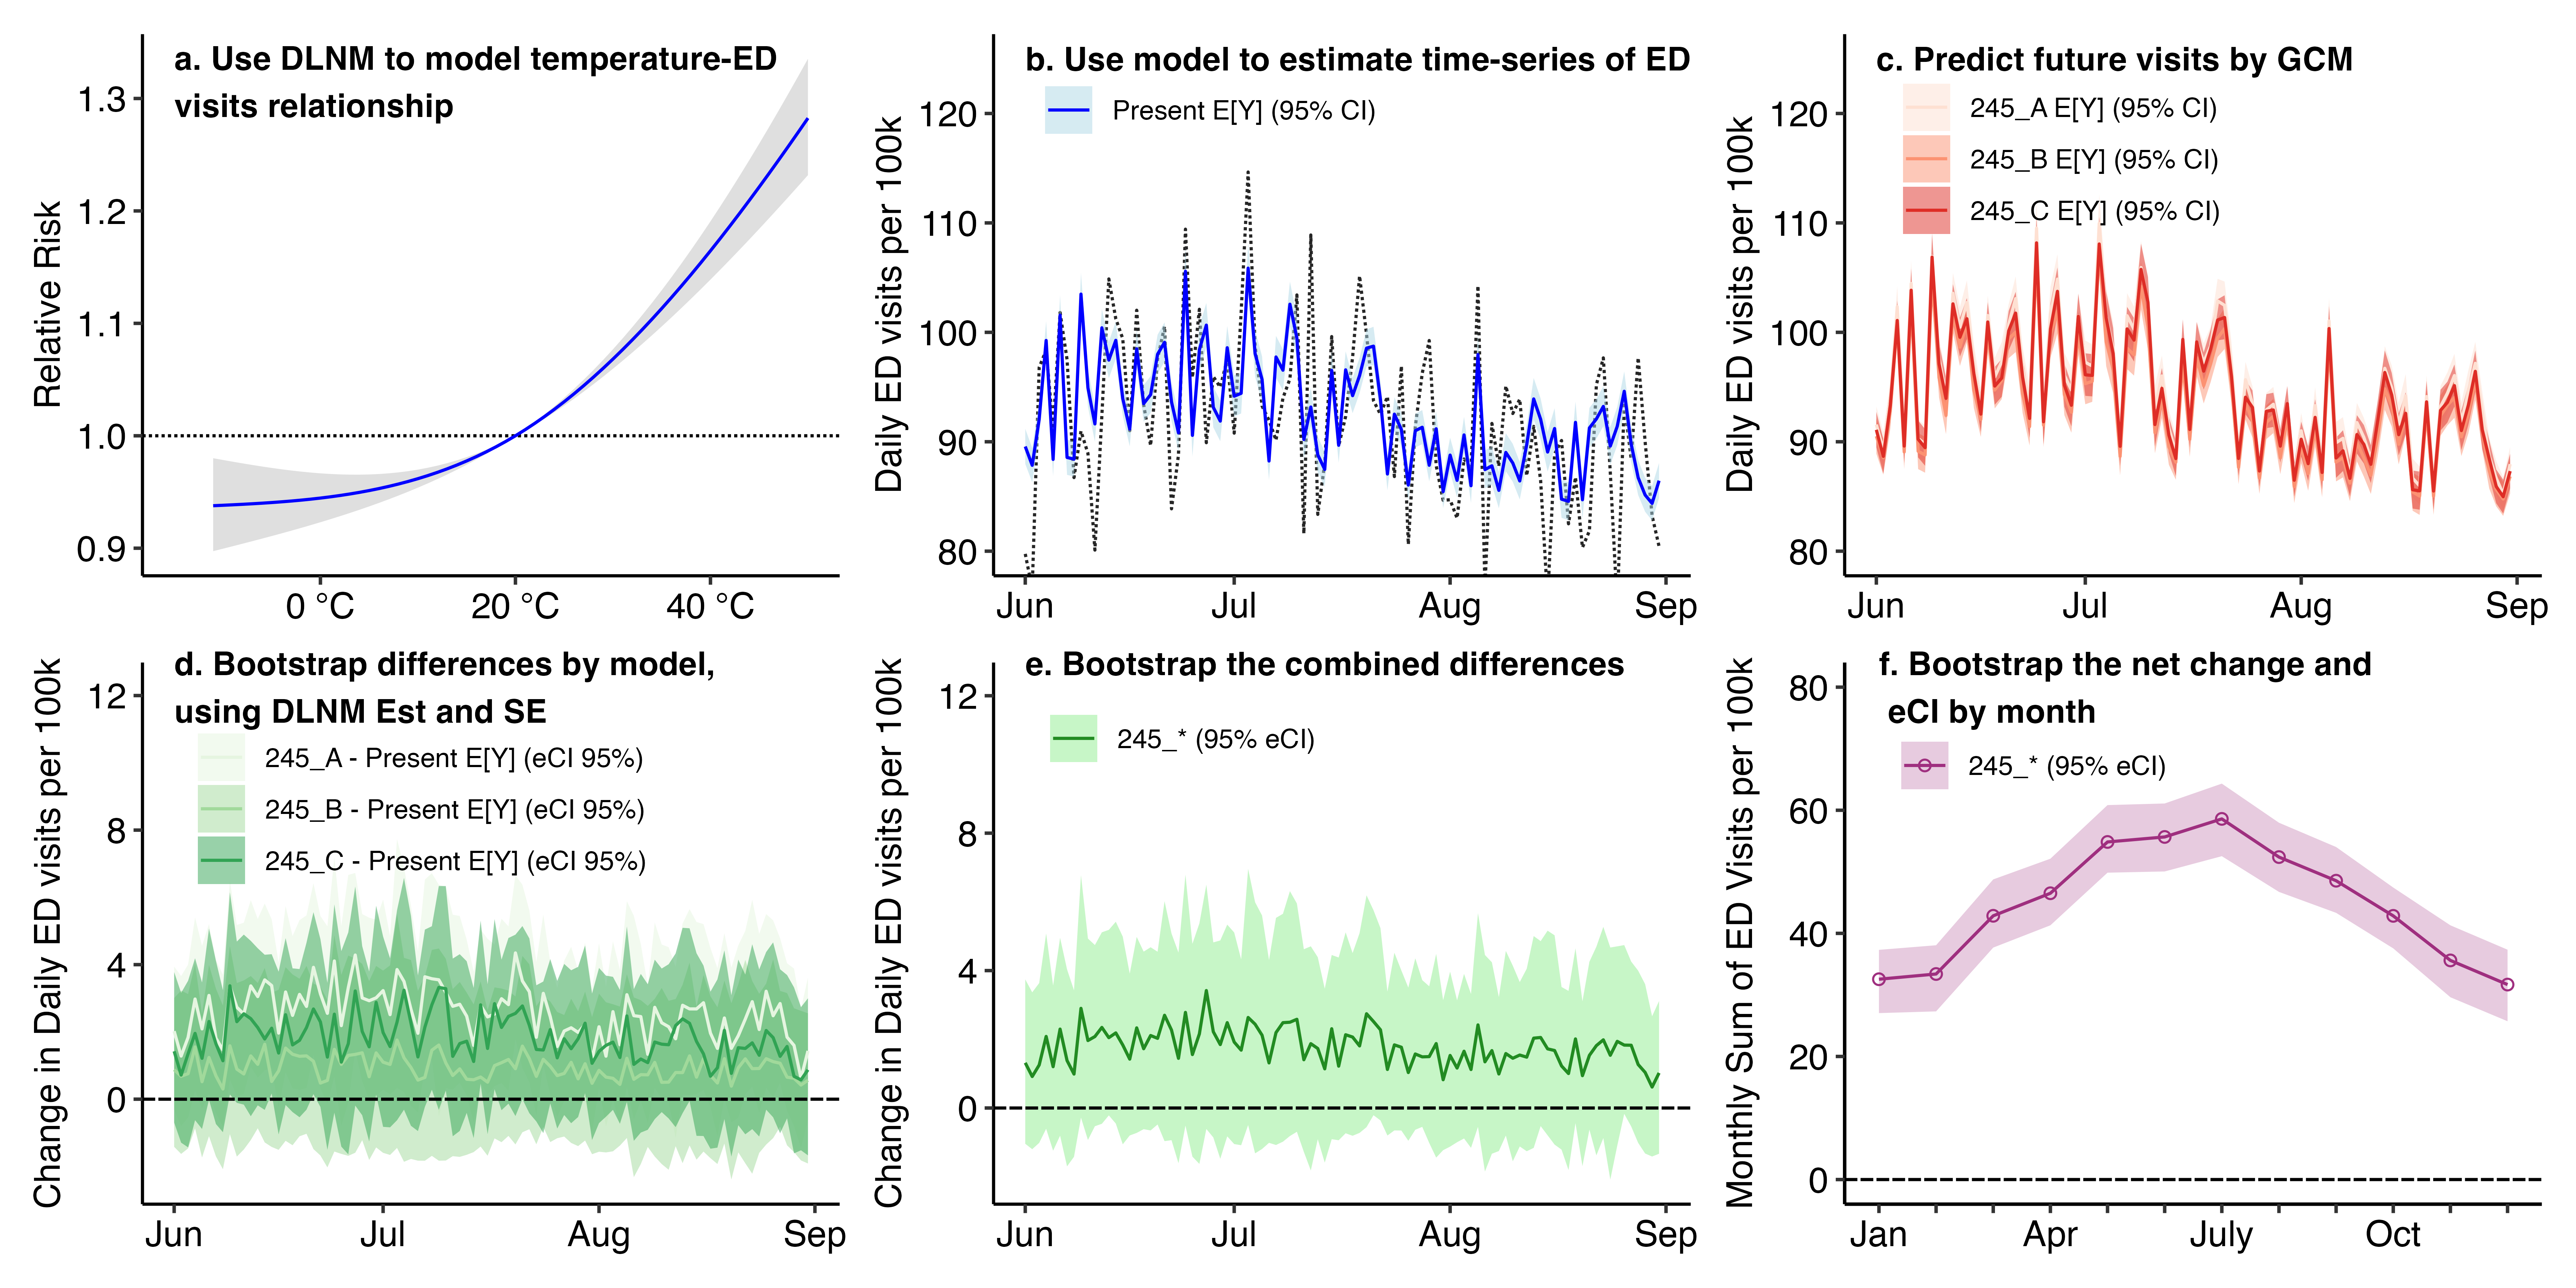 a. Use DLNM to model temperature-ED
visits relationship
Relative Risk
1.3
1.2
1.1
1.0
0.9
0 °C
20 °C
40 °C
b. Use model to estimate time-series of ED
Present E[Y] (95% CI)
Daily ED visits per 100k
120
110
100
90
80
Jun
Jul
Aug
Sep
c. Predict future visits by GCM
245_A E[Y] (95% CI)
245_B E[Y] (95% CI)
245_C E[Y] (95% CI)
Daily ED visits per 100k
120
110
100
90
80
Jun
Jul
Aug
Sep
d. Bootstrap differences by model,
using DLNM Est and SE
245_A - Present E[Y] (eCI 95%)
245_B - Present E[Y] (eCI 95%)
245_C - Present E[Y] (eCI 95%)
Change in Daily ED visits per 100k
12
8
4
0
Jun
Jul
Aug
Sep
e. Bootstrap the combined differences
245_* (95% eCI)
Change in Daily ED visits per 100k
12
8
4
0
Jun
Jul
Aug
Sep
f. Bootstrap the net change and
eCI by month
245_* (95% eCI)
Monthly Sum of ED Visits per 100k
80
60
40
20
0
Jan
Apr
July
Oct